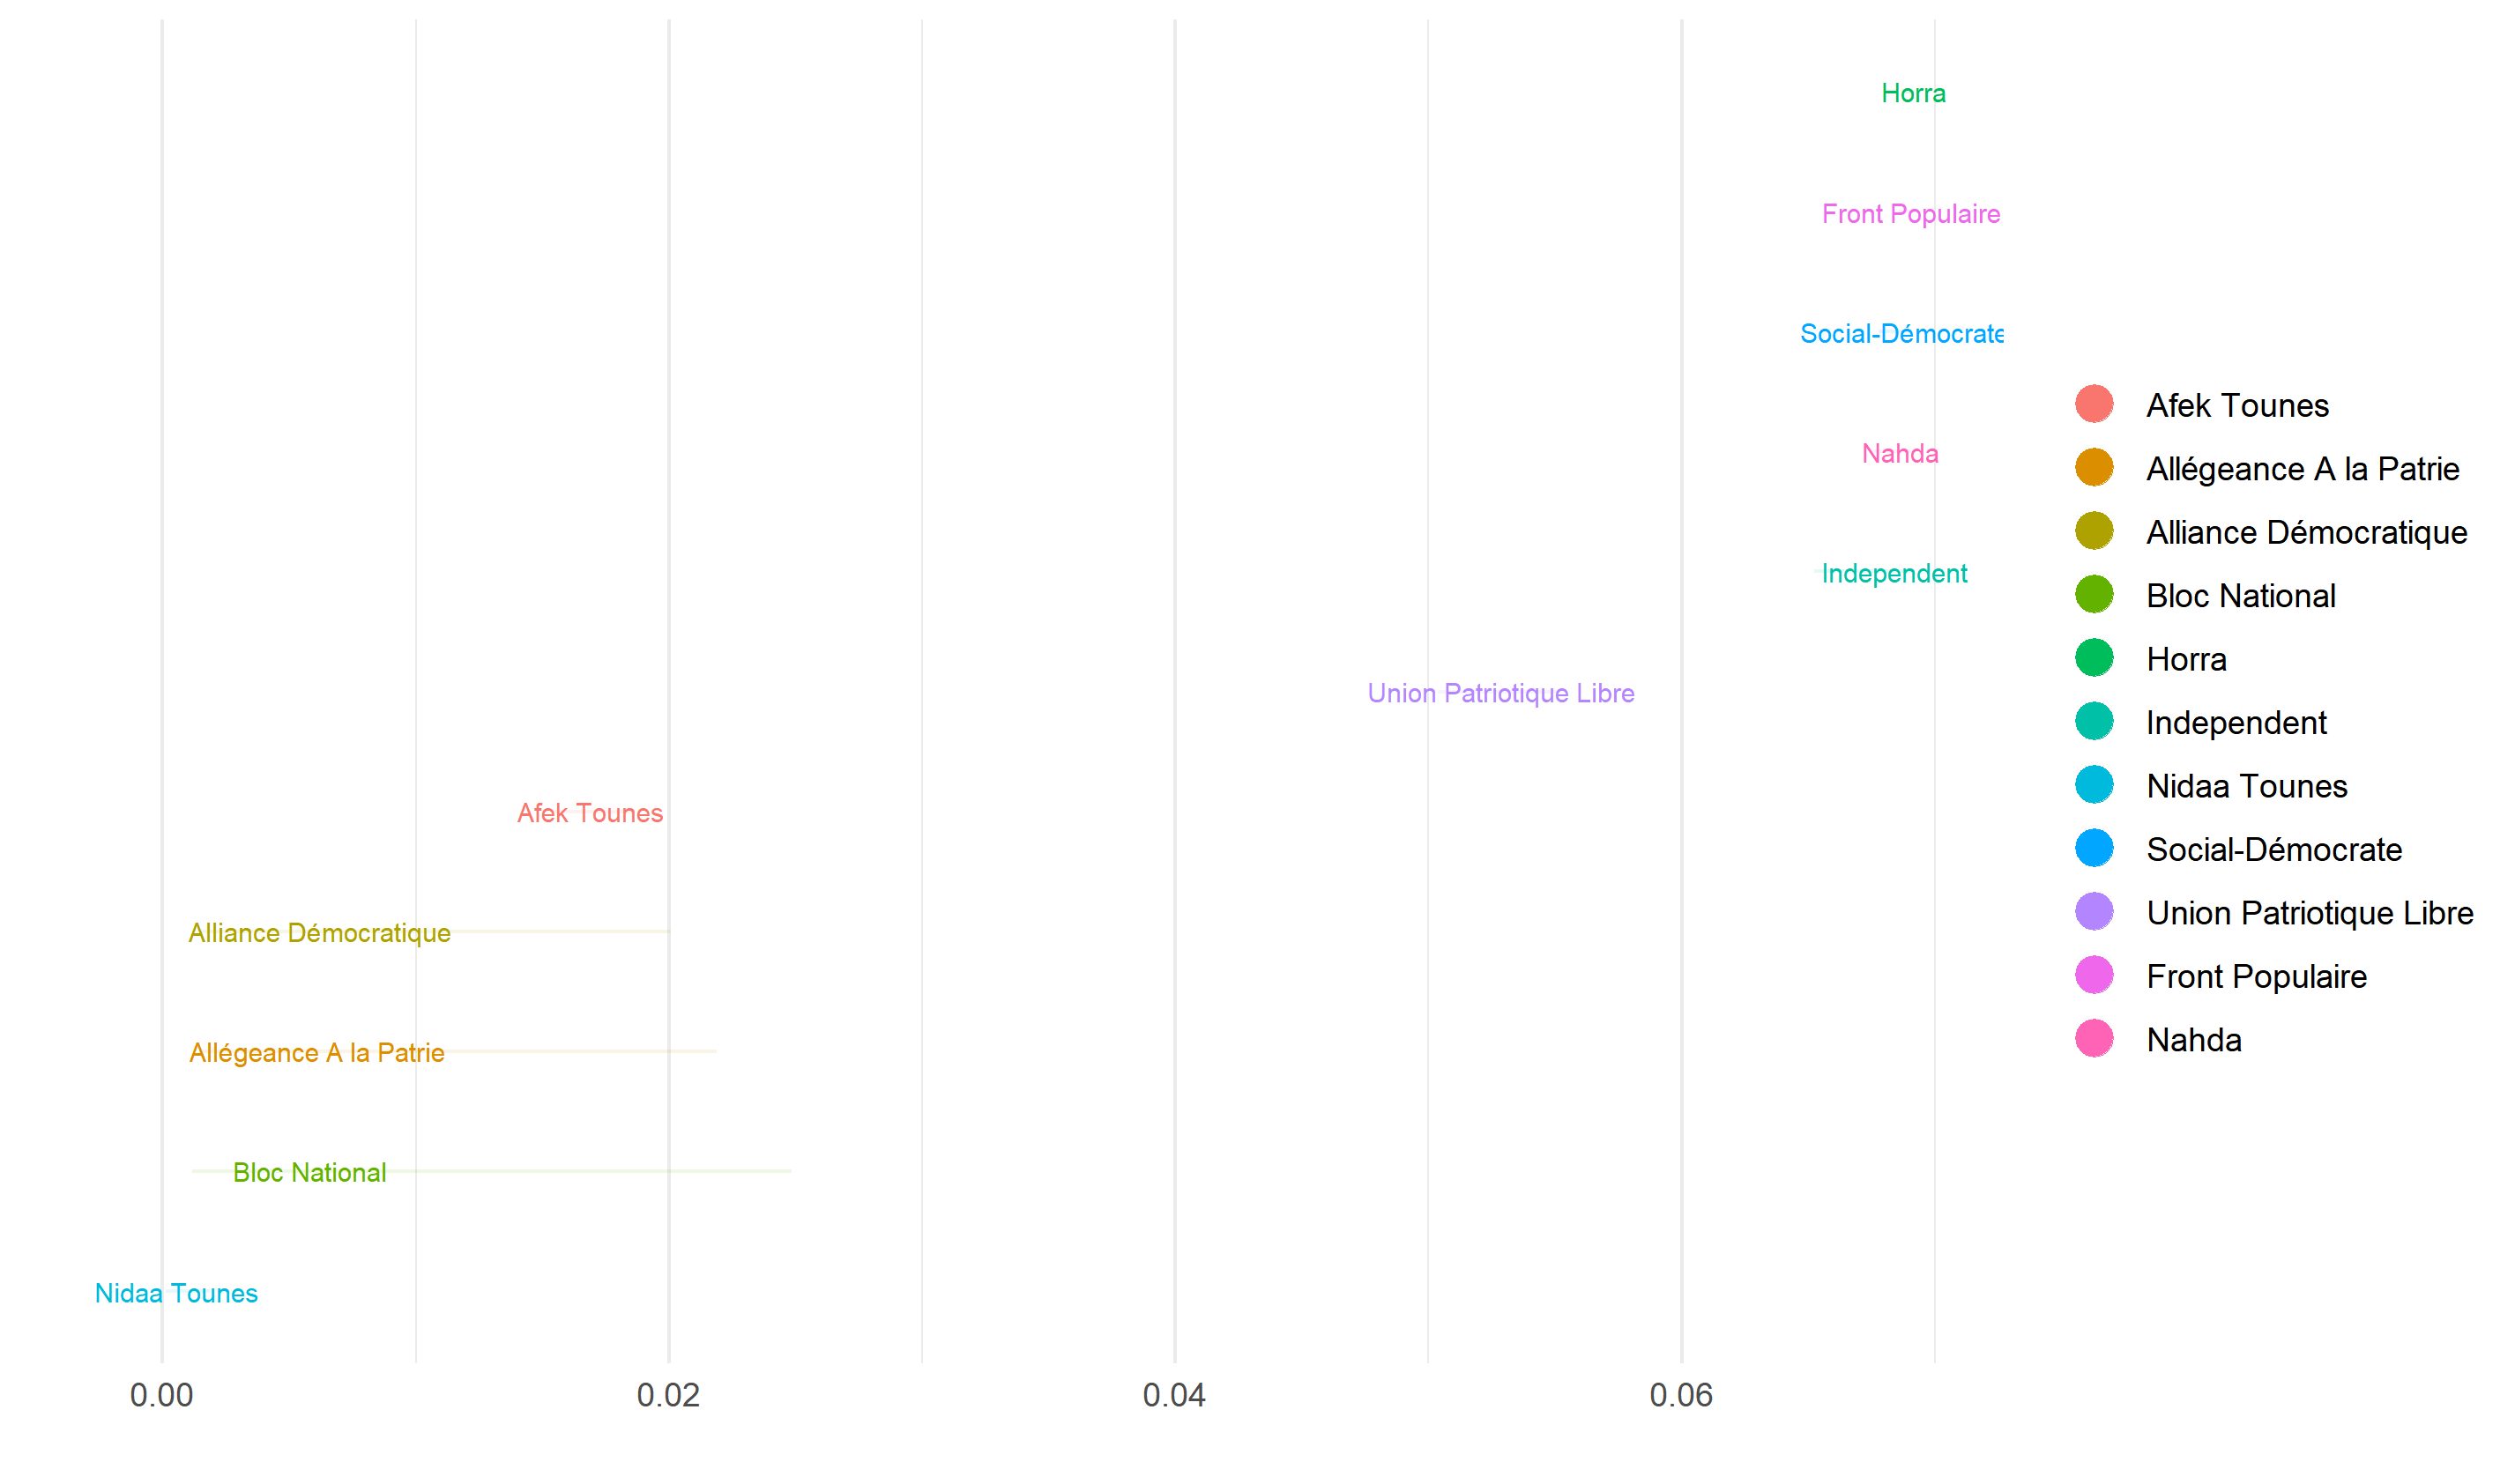 Horra
Front Populaire
Social-Démocrate
Nahda
Independent
Union Patriotique Libre
Afek Tounes
Alliance Démocratique
Allégeance A la Patrie
Bloc National
Nidaa Tounes
0.00
0.02
0.04
0.06
Afek Tounes
Allégeance A la Patrie
Alliance Démocratique
Bloc National
Horra
Independent
Nidaa Tounes
Social-Démocrate
Union Patriotique Libre
Front Populaire
Nahda